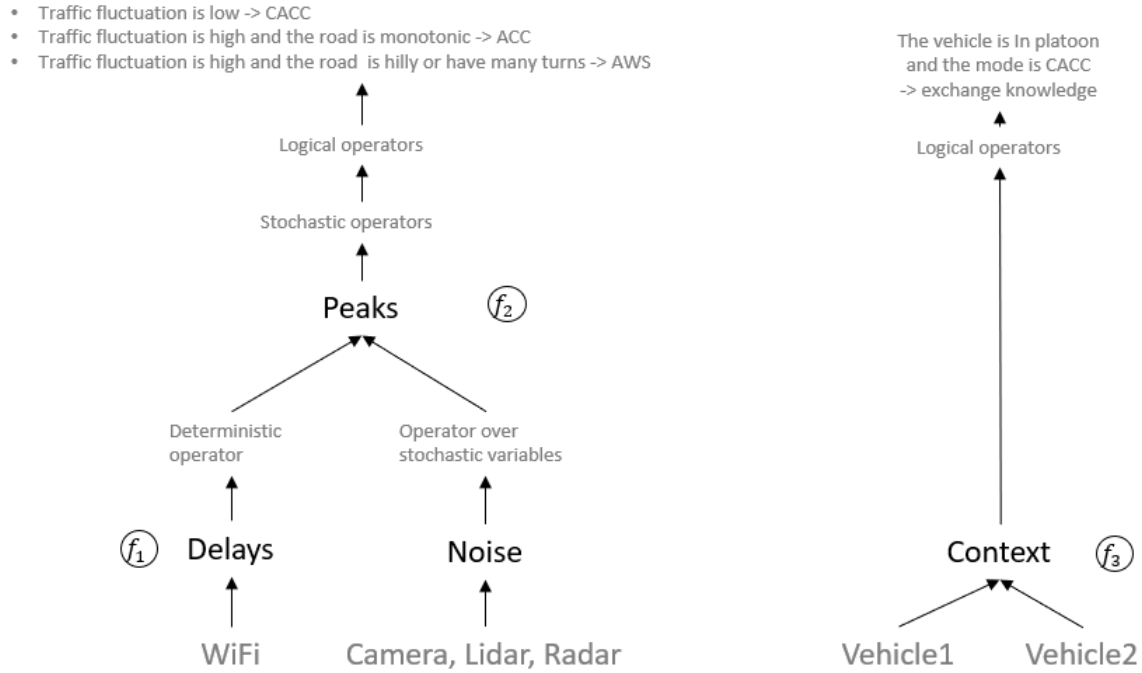 • Traffic fluctuation is low -> CACC
• Traffic fluctuation is high and the road is monotonic -> ACC
• Traffic fluctuation is high and the road is hilly or have many turns -> AWS
Logical operators
Stochastic operators
Peaks
f₂
Deterministic
operator
Operator over
stochastic variables
f₁
Delays
Noise
WiFi
Camera, Lidar, Radar
The vehicle is In platoon
and the mode is CACC
-> exchange knowledge
Logical operators
Context
f₃
Vehicle1
Vehicle2